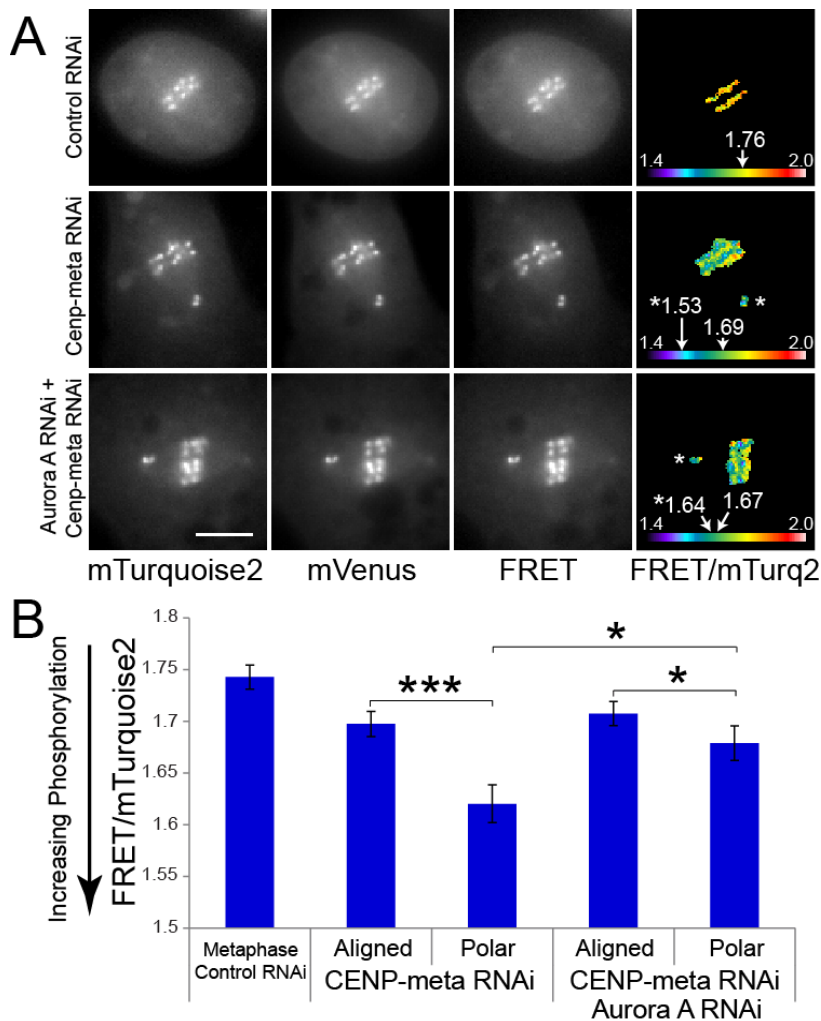 A
Control RNAi
1.76
1.4
2.0
Cenp-meta RNAi
*1.53
*
1.69
1.4
2.0
Aurora A RNAi +
Cenp-meta RNAi
*
*1.64
1.67
1.4
2.0
mTurquoise2
mVenus
FRET
FRET/mTurq2
B
Increasing Phosphorylation
FRET/mTurquoise2
1.8
1.75
1.7
1.65
1.6
1.55
1.5
***
*
*
Metaphase
Control RNAi
Aligned
Polar
CENP-meta RNAi
Aligned
Polar
CENP-meta RNAi
Aurora A RNAi